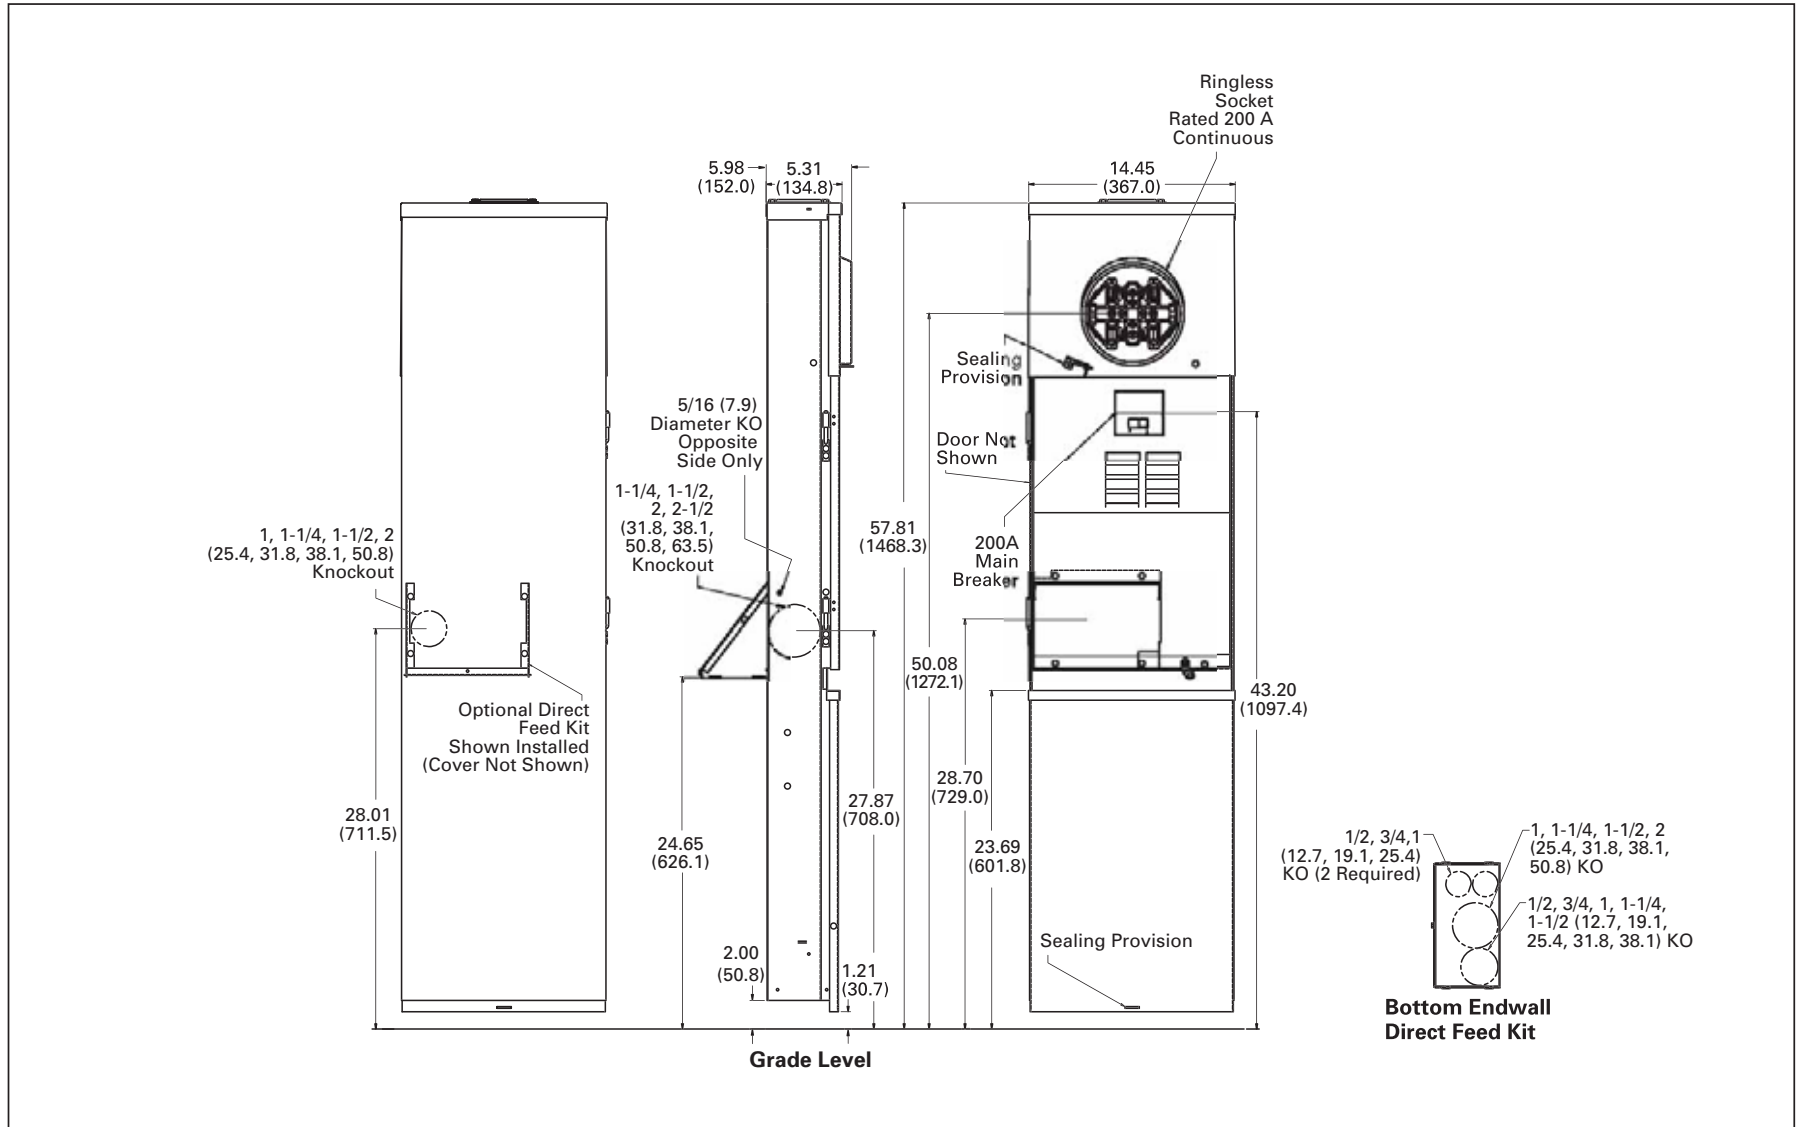 Ringless
Socket
Rated 200 A
Continuous
5.98
(152.0)
5.31
(134.8)
14.45
(367.0)
Sealing
Provision
5/16 (7.9)
Diameter KO
Opposite
Side Only
Door Not
Shown
1-1/4, 1-1/2,
2, 2-1/2
(31.8, 38.1,
50.8, 63.5)
Knockout
1, 1-1/4, 1-1/2, 2
(25.4, 31.8, 38.1, 50.8)
Knockout
57.81
(1468.3)
200A
Main
Breaker
50.08
(1272.1)
43.20
(1097.4)
Optional Direct
Feed Kit
Shown Installed
(Cover Not Shown)
28.70
(729.0)
28.01
(711.5)
27.87
(708.0)
24.65
(626.1)
23.69
(601.8)
1/2, 3/4,1
(12.7, 19.1, 25.4)
KO (2 Required)
1, 1-1/4, 1-1/2, 2
(25.4, 31.8, 38.1,
50.8) KO
1/2, 3/4, 1, 1-1/4,
1-1/2 (12.7, 19.1,
25.4, 31.8, 38.1) KO
Sealing Provision
2.00
(50.8)
1.21
(30.7)
Bottom Endwall
Direct Feed Kit
Grade Level